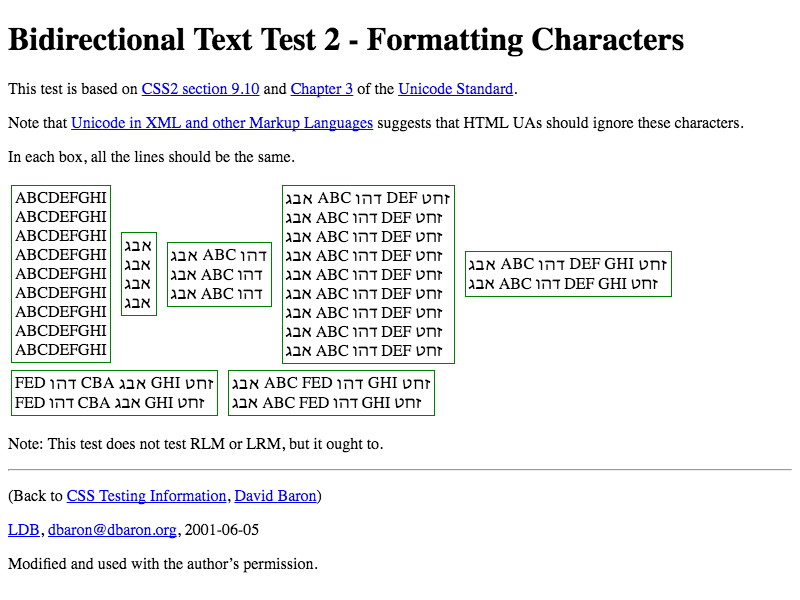 Bidirectional Text Test 2 - Formatting Characters
This test is based on CSS2 section 9.10 and Chapter 3 of the Unicode Standard.
Note that Unicode in XML and other Markup Languages suggests that HTML UAs should ignore these characters.
In each box, all the lines should be the same.
ABCDEFGHI
ABCDEFGHI
ABCDEFGHI
ABCDEFGHI
ABCDEFGHI
ABCDEFGHI
ABCDEFGHI
ABCDEFGHI
ABCDEFGHI
אבג
אבג
אבג
אבג
אבג ABC דהו
אבג ABC דהו
אבג ABC דהו
אבג ABC דהו DEF זחט
אבג ABC דהו DEF זחט
אבג ABC דהו DEF זחט
אבג ABC דהו DEF זחט
אבג ABC דהו DEF זחט
אבג ABC דהו DEF זחט
אבג ABC דהו DEF זחט
אבג ABC דהו DEF זחט
אבג ABC דהו DEF זחט
אבג ABC דהו DEF GHI זחט
אבג ABC דהו DEF GHI זחט
FED דהו CBA אבג GHI זחט
FED דהו CBA אבג GHI זחט
אבג ABC FED דהו GHI זחט
אבג ABC FED דהו GHI זחט
Note: This test does not test RLM or LRM, but it ought to.
(Back to CSS Testing Information, David Baron)
LDB, dbaron@dbaron.org, 2001-06-05
Modified and used with the author’s permission.